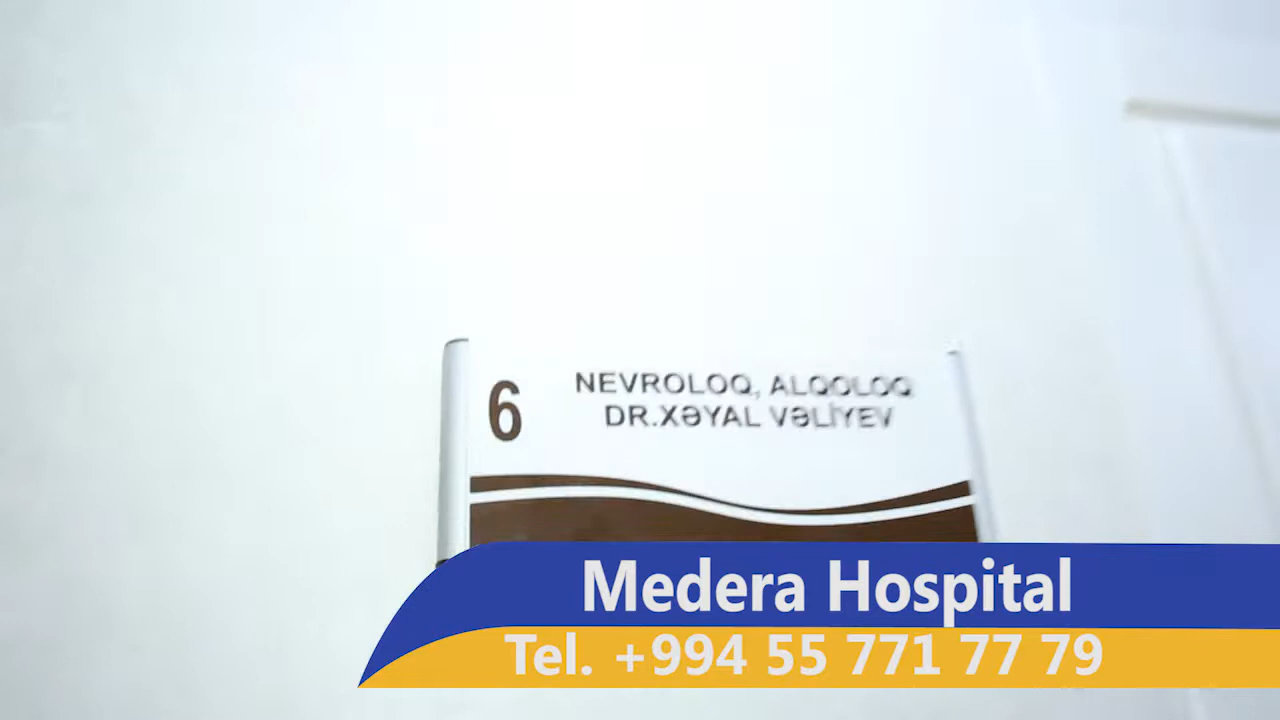 6
NEVROLOQ, ALQOLOQ
DR.XƏYAL VƏLİYEV
Medera Hospital
Tel. +994 55 771 77 79